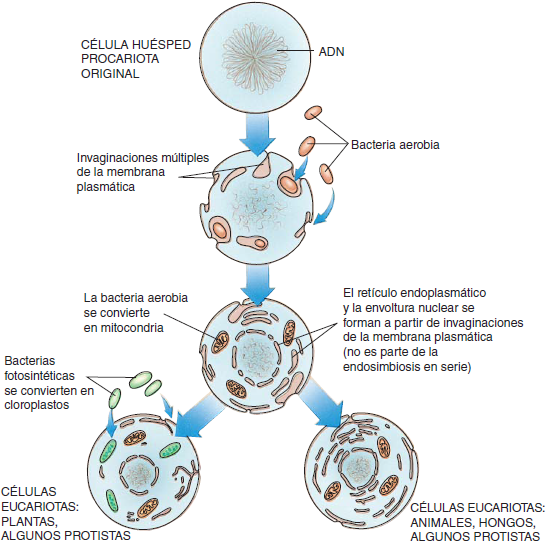 CÉLULA HUÉSPED
PROCARIOTA
ORIGINAL
ADN
Bacteria aerobia
Invaginaciones múltiples
de la membrana
plasmática
La bacteria aerobia
se convierte
en mitocondria
El retículo endoplasmático
y la envoltura nuclear se
forman a partir de invaginaciones
de la membrana plasmática
(no es parte de la
endosimbiosis en serie)
Bacterias
fotosintéticas
se convierten en
cloroplastos
CÉLULAS
EUCARIOTAS:
PLANTAS,
ALGUNOS PROTISTAS
CÉLULAS EUCARIOTAS:
ANIMALES, HONGOS,
ALGUNOS PROTISTAS